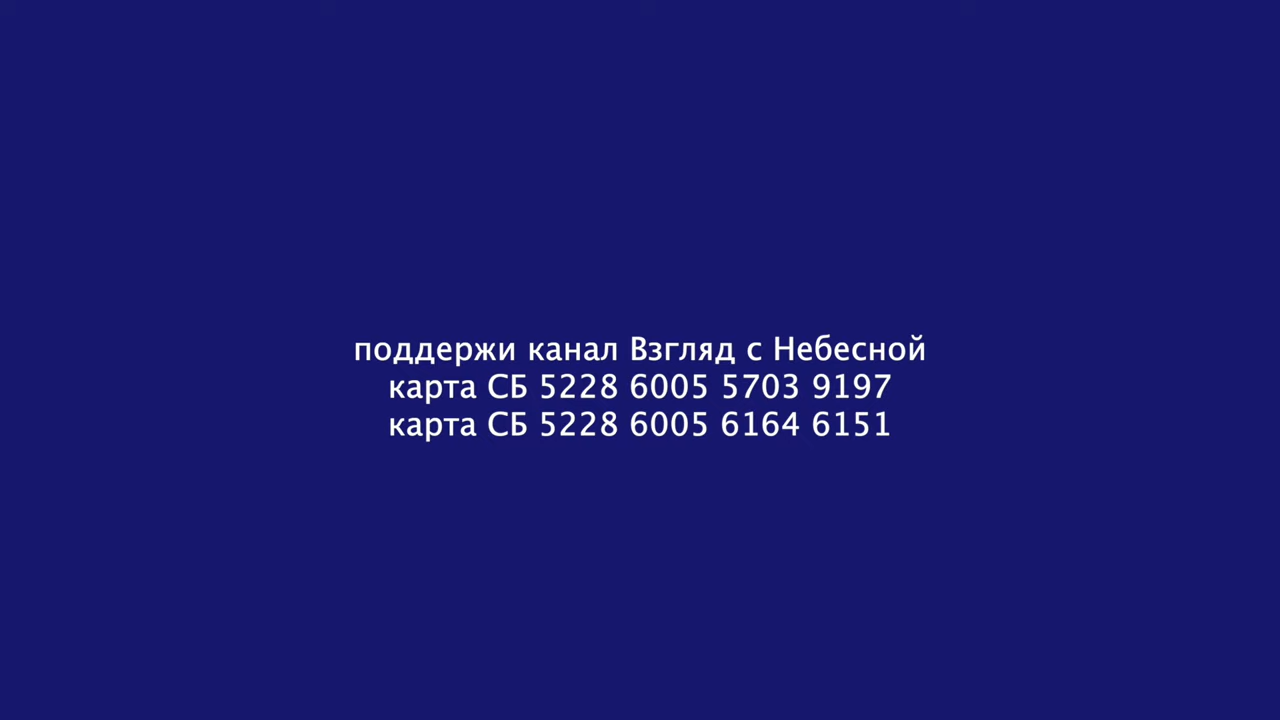 поддержи канал Взгляд с Небесной
карта СБ 5228 6005 5703 9197
карта СБ 5228 6005 6164 6151